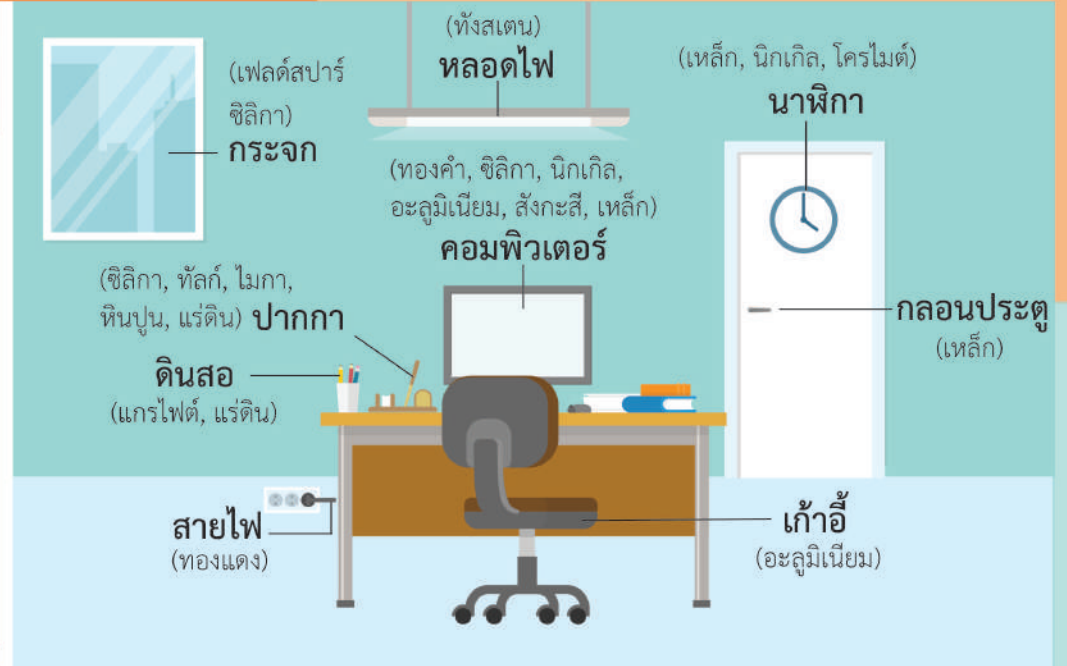 (เฟลด์สปาร์
ซิลิกา)
กระจก
(ทังสเตน)
หลอดไฟ
(เหล็ก, นิกเกิล, โครไมต์)
นาฬิกา
(ทองคำ, ซิลิกา, นิกเกิล,
อะลูมิเนียม, สังกะสี, เหล็ก)
คอมพิวเตอร์
(ซิลิกา, ทัลก์, ไมกา,
หินปูน, แร่ดิน) ปากกา
กลอนประตู
(เหล็ก)
ดินสอ
(แกรไฟต์, แร่ดิน)
สายไฟ
(ทองแดง)
เก้าอี้
(อะลูมิเนียม)